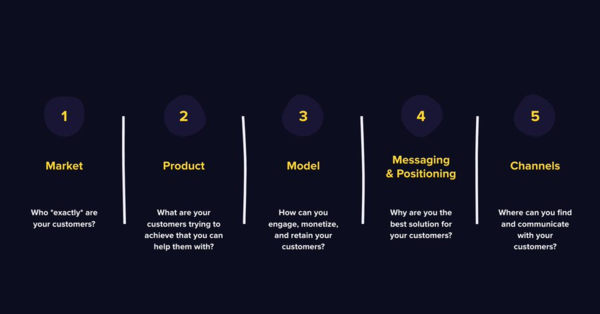 1
Market
Who *exactly* are
your customers?
2
Product
What are your
customers trying to
achieve that you can
help them with?
3
Model
How can you
engage, monetize,
and retain your
customers?
4
Messaging
& Positioning
Why are you the
best solution for
your customers?
5
Channels
Where can you find
and communicate
with your
customers?